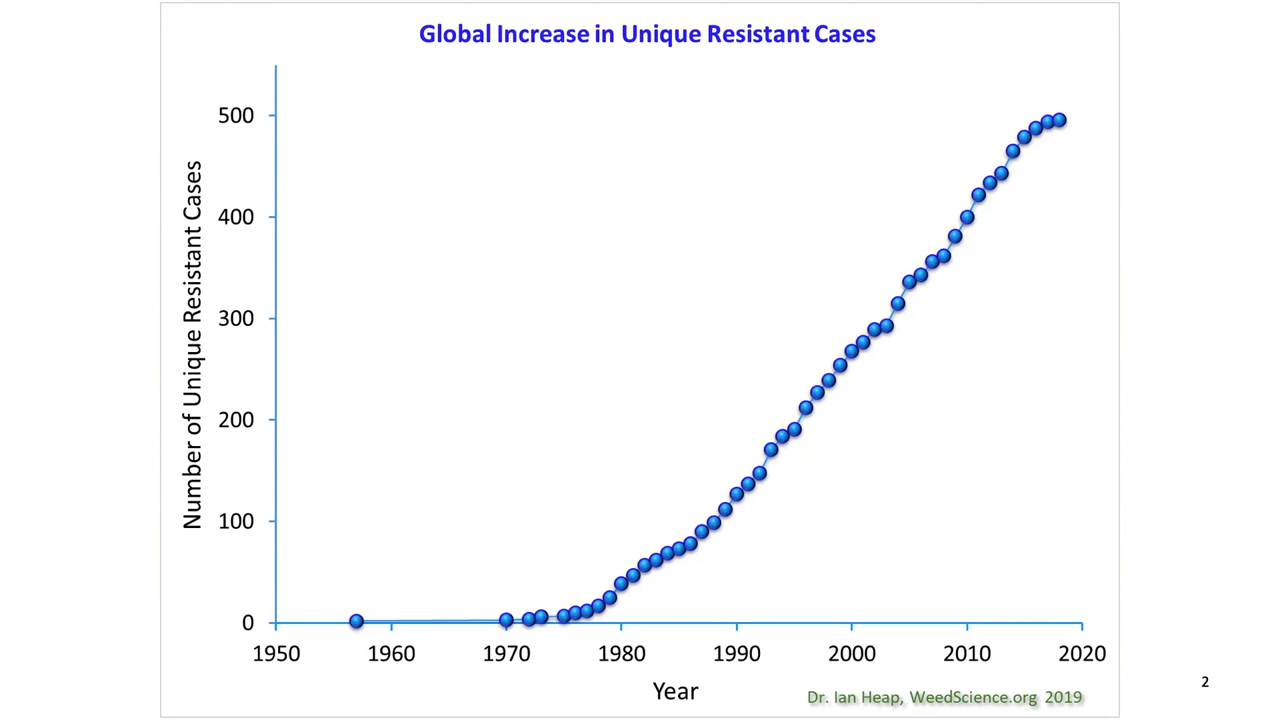 Global Increase in Unique Resistant Cases
Number of Unique Resistant Cases
500
400
300
200
100
0
1950 1960 1970 1980 1990 2000 2010 2020
Year
Dr. Ian Heap, WeedScience.org 2019
2